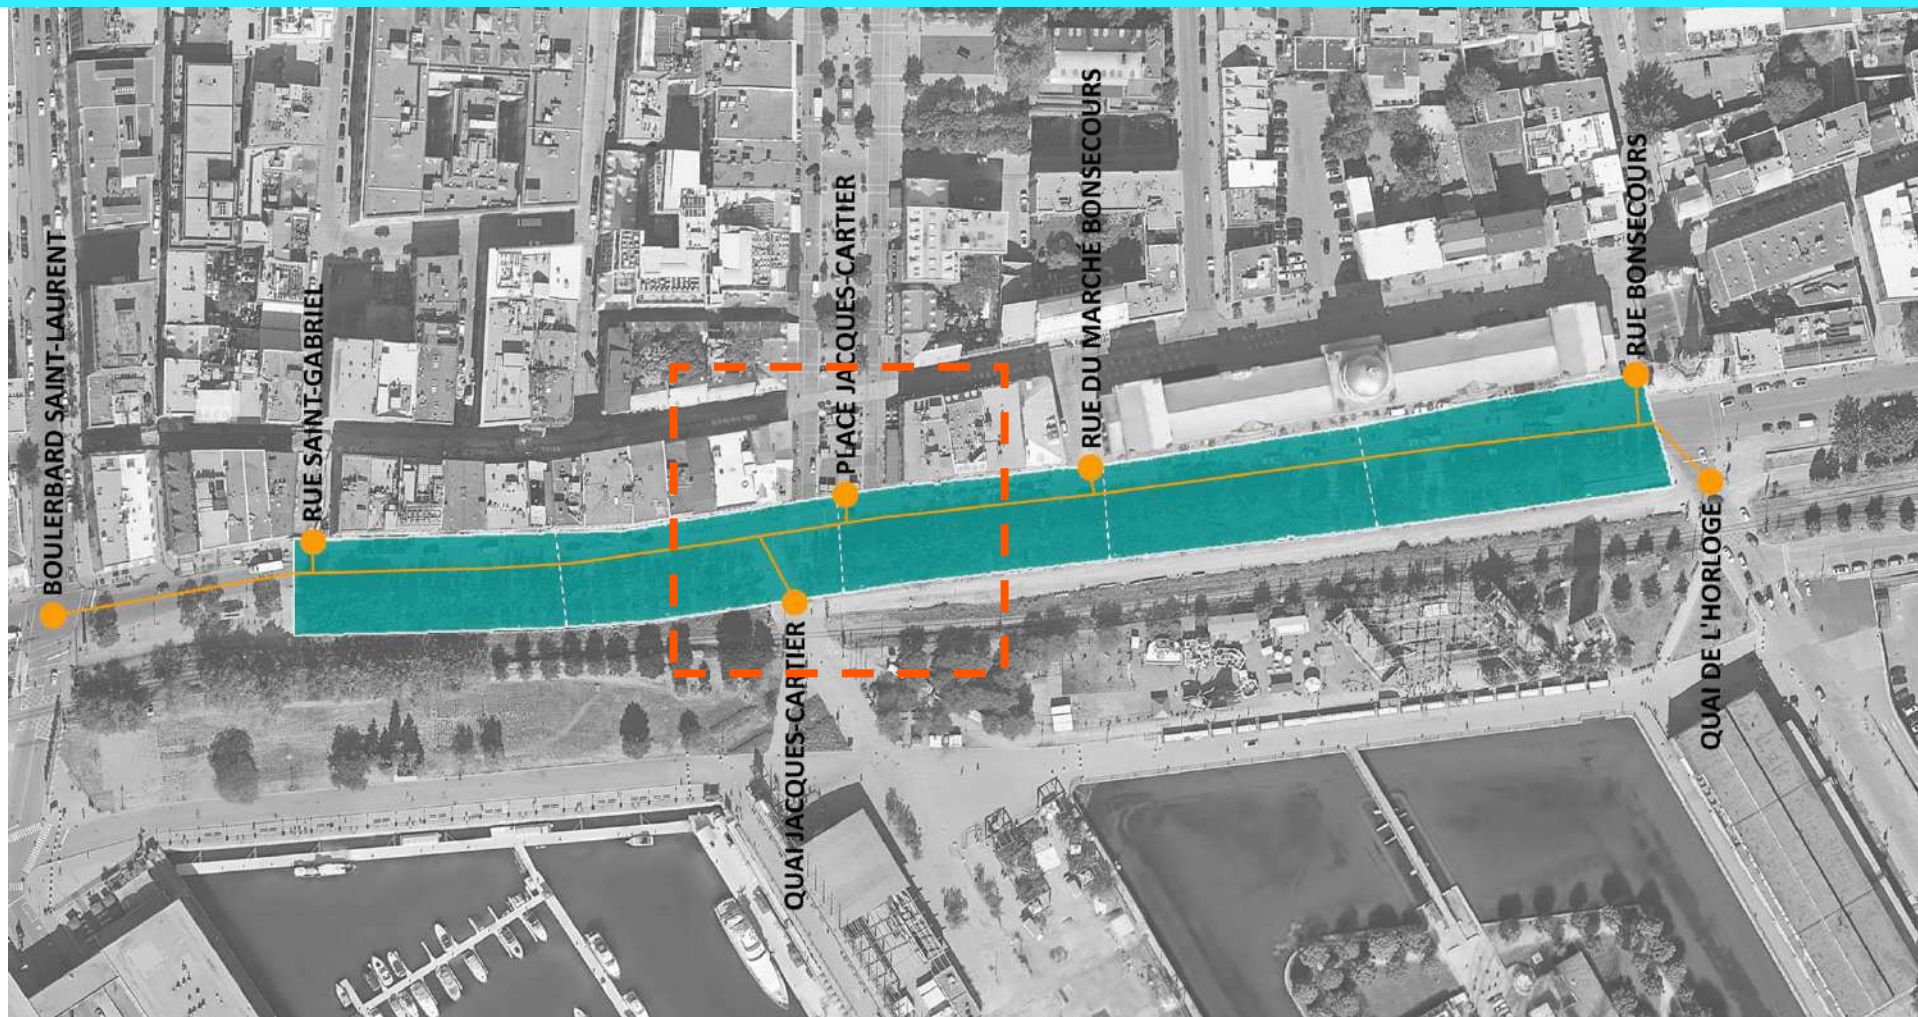 BOULERBARD SAINT-LAURENT
RUE SAINT-GABRIEL
PLACE JACQUES-CARTIER
QUAI JACQUES-CARTIER
RUE DU MARCHÉ BONSECOURS
RUE BONSECOURS
QUAI DE L'HORLOGE